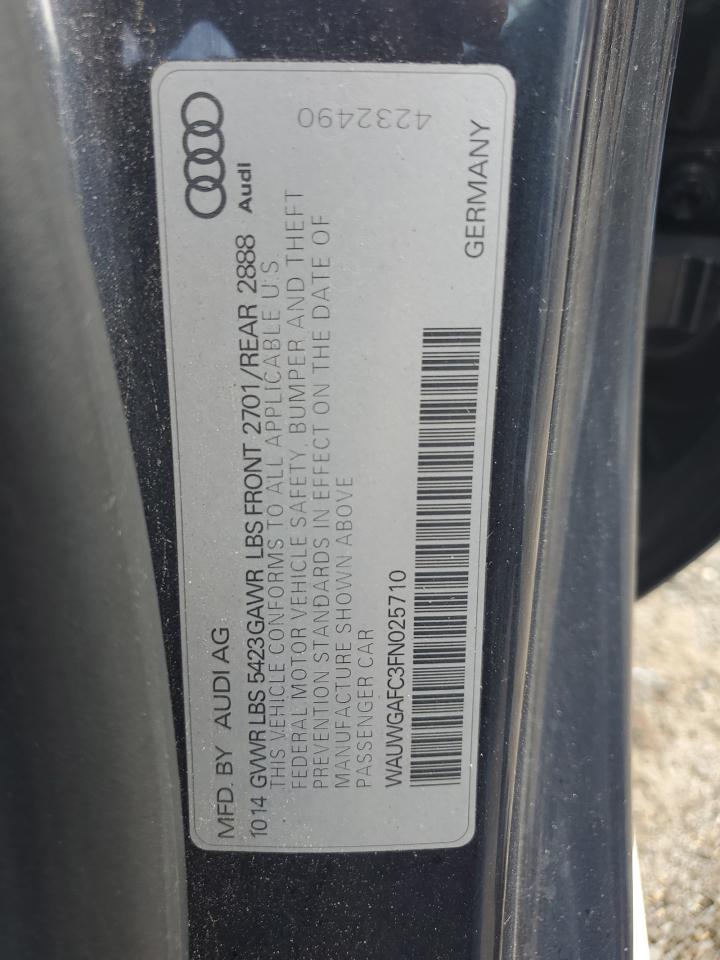 MFD. BY AUDI AG
Audi
1014 GVWR LBS 5423 GAWR LBS FRONT 2701/REAR 2888
THIS VEHICLE CONFORMS TO ALL APPLICABLE U.S.
FEDERAL MOTOR VEHICLE SAFETY, BUMPER AND THEFT
PREVENTION STANDARDS IN EFFECT ON THE DATE OF
MANUFACTURE SHOWN ABOVE
PASSENGER CAR
WAUWGAFC3FN025710
GERMANY
4232490